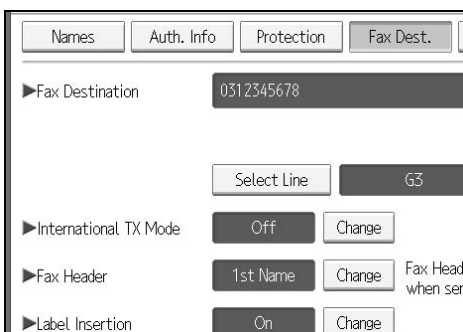 Names Auth. Info Protection Fax Dest.
▶Fax Destination 0312345678
Select Line G3
▶International TX Mode Off Change
▶Fax Header 1st Name Change Fax Head
when ser
▶Label Insertion On Change